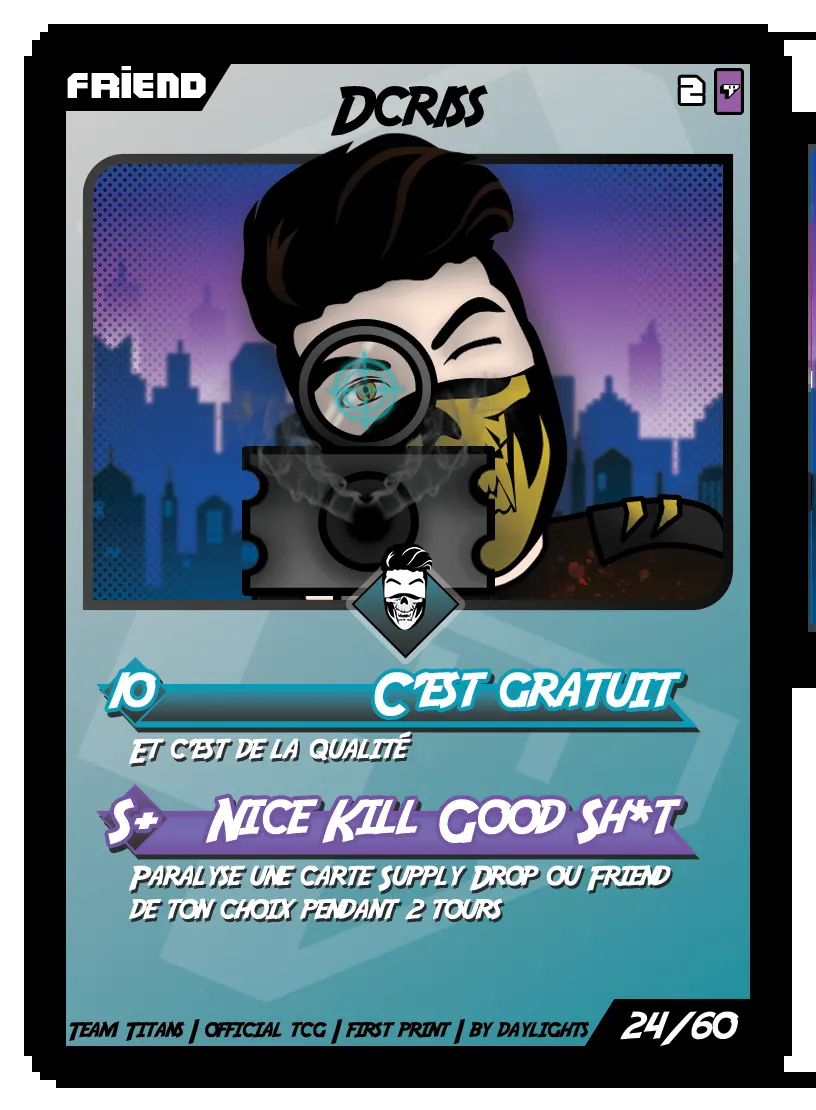 FRIEND
DCRISS
2
10 C'EST GRATUIT
ET C'EST DE LA QUALITÉ
S+ NICE KILL GOOD SH*T
PARALYSE UNE CARTE SUPPLY DROP OU FRIEND
DE TON CHOIX PENDANT 2 TOURS
TEAM TITANS | OFFICIAL TCG | FIRST PRINT | BY DAYLIGHTS
24/60